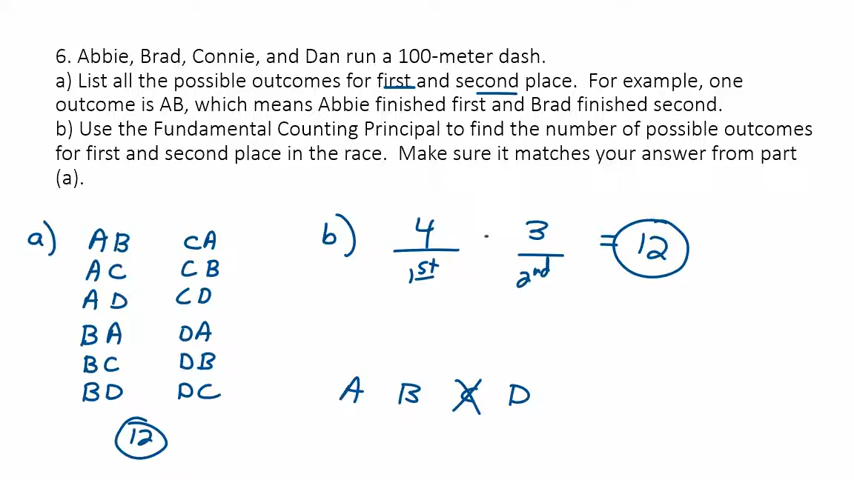 6. Abbie, Brad, Connie, and Dan run a 100-meter dash.
a) List all the possible outcomes for first and second place. For example, one
outcome is AB, which means Abbie finished first and Brad finished second.
b) Use the Fundamental Counting Principal to find the number of possible outcomes
for first and second place in the race. Make sure it matches your answer from part
(a).
a) AB CA
AC CB
AD CD
BA DA
BC DB
BD DC
12
b) 4 · 3 = 12
1st 2nd
A B C D